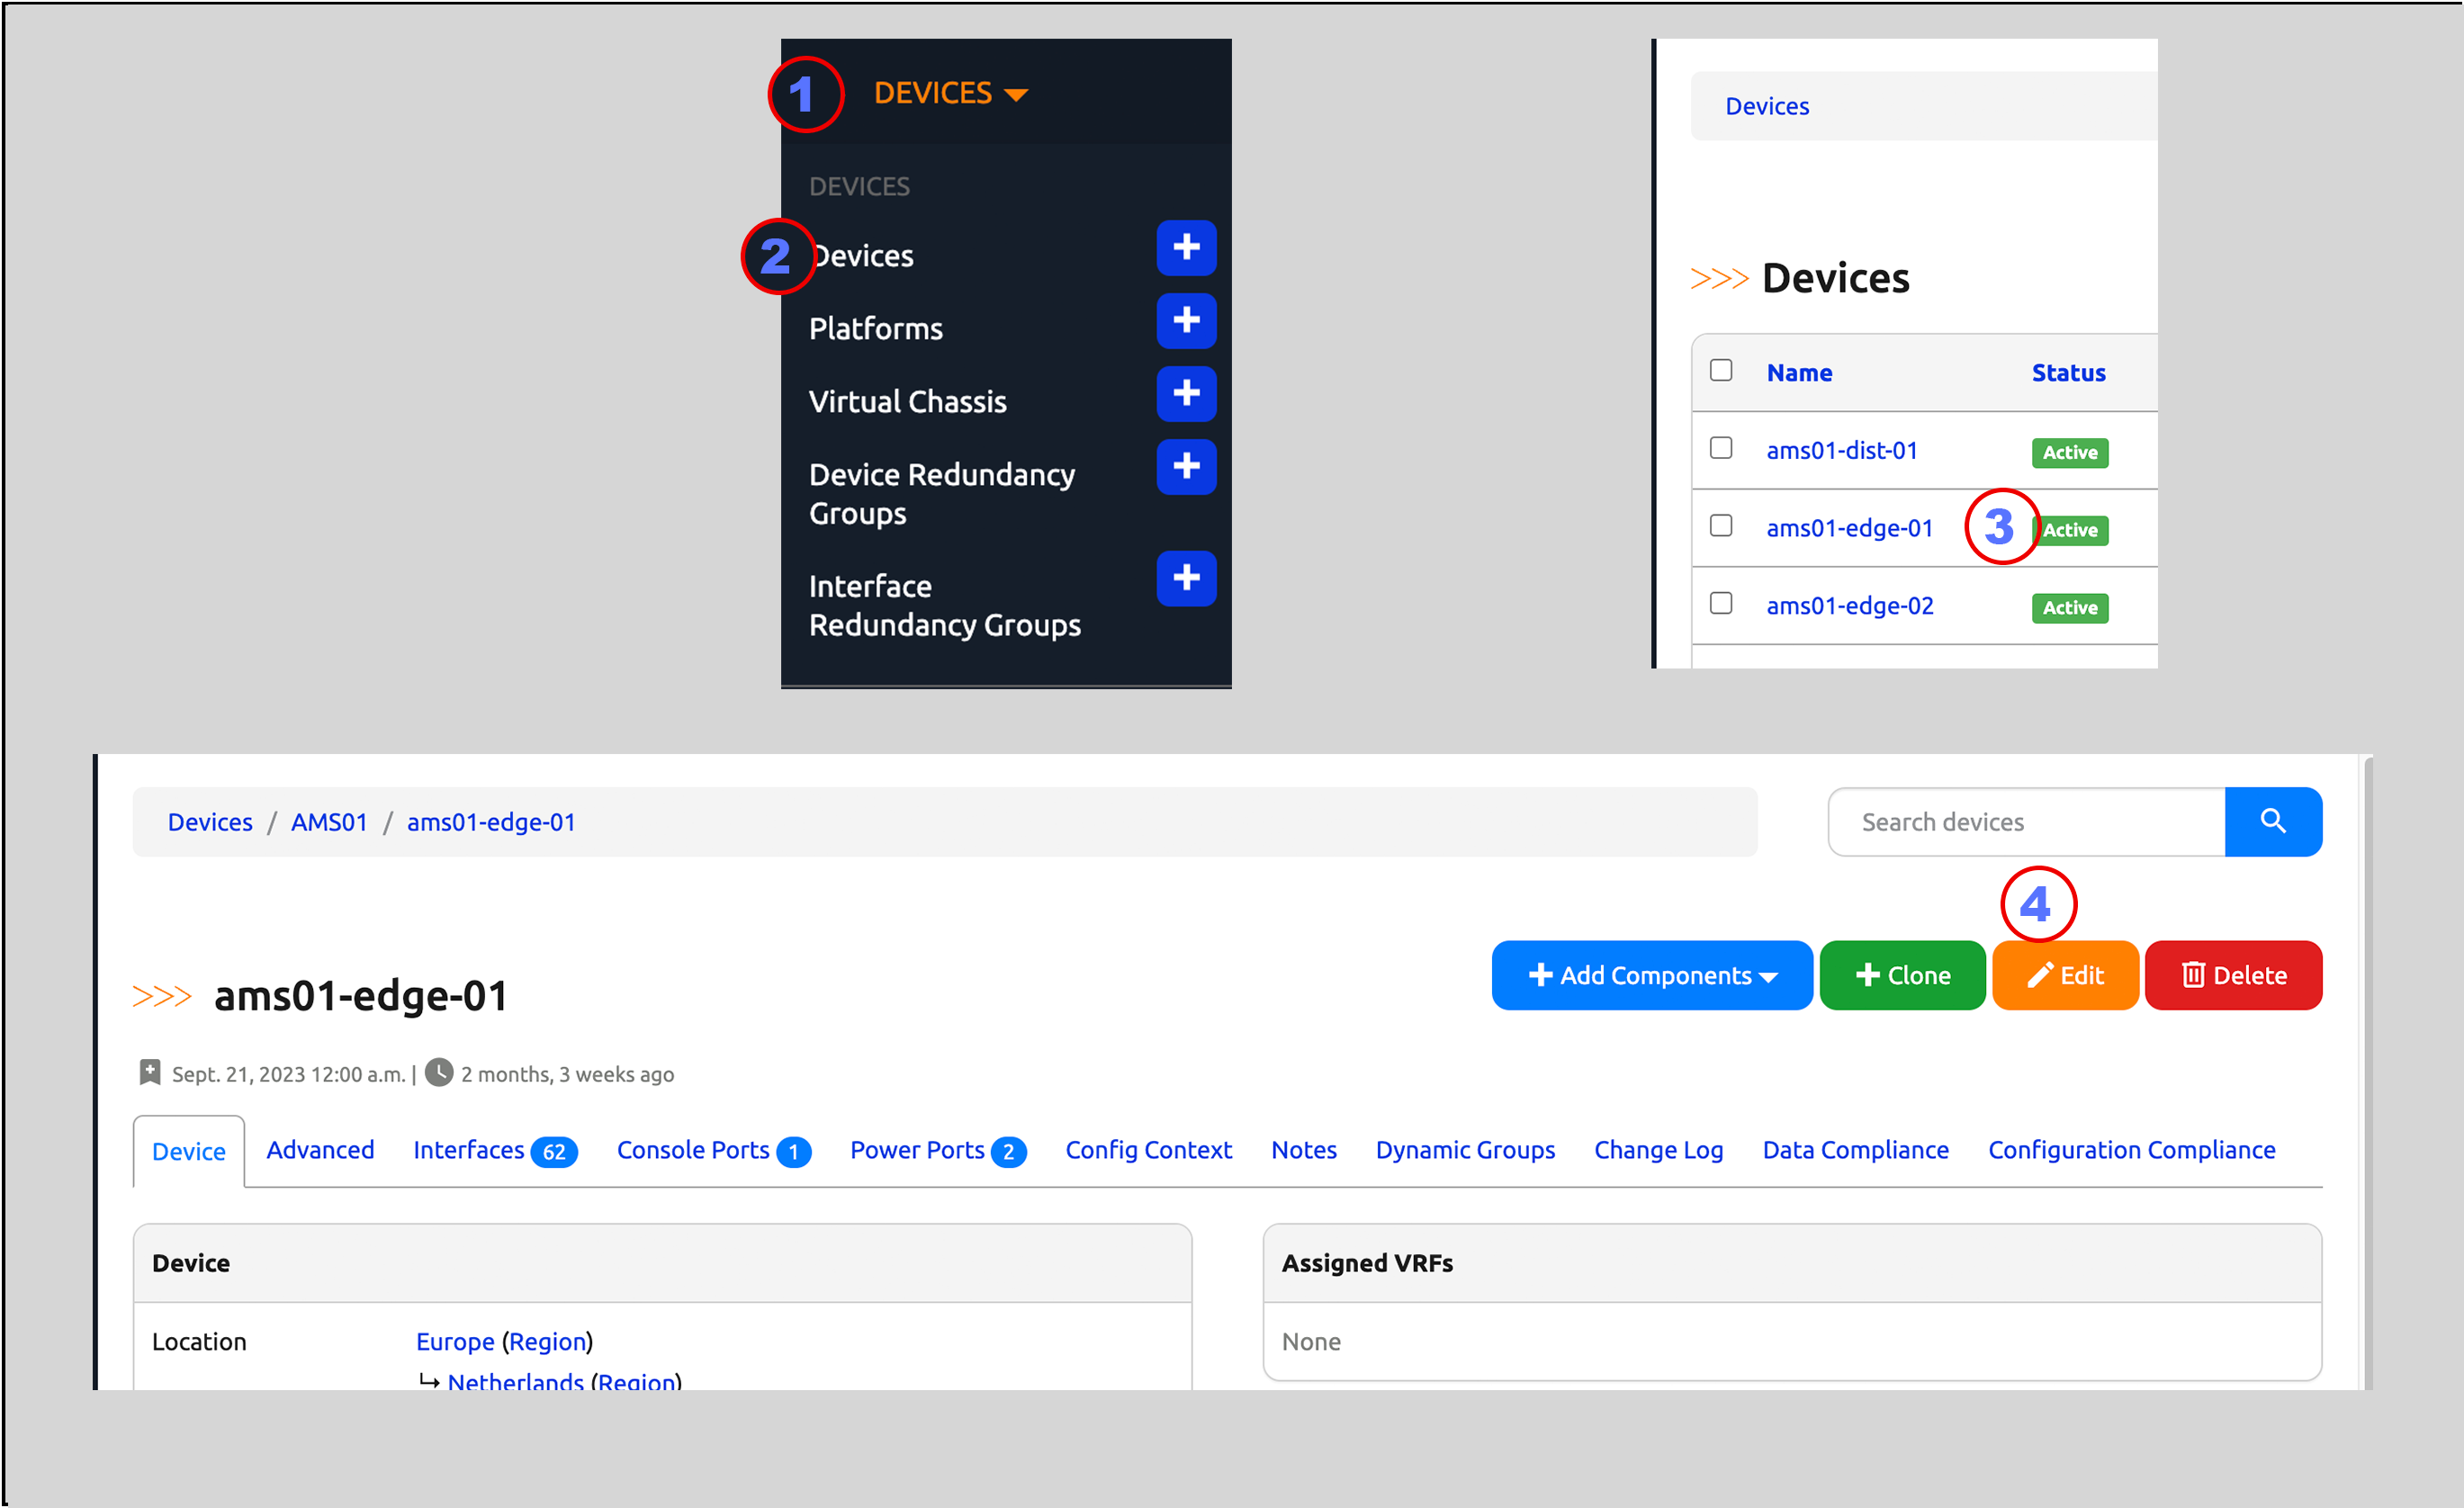 1 DEVICES
DEVICES
2 Devices
Platforms
Virtual Chassis
Device Redundancy
Groups
Interface
Redundancy Groups
Devices
>>> Devices
Name Status
ams01-dist-01 Active
ams01-edge-01 3 Active
ams01-edge-02 Active
Devices / AMS01 / ams01-edge-01 Search devices
4
+ Add Components + Clone Edit Delete
>>> ams01-edge-01
Sept. 21, 2023 12:00 a.m. | 2 months, 3 weeks ago
Device Advanced Interfaces 62 Console Ports 1 Power Ports 2 Config Context Notes Dynamic Groups Change Log Data Compliance Configuration Compliance
Device Assigned VRFs
Location Europe (Region) None
Netherlands (Region)